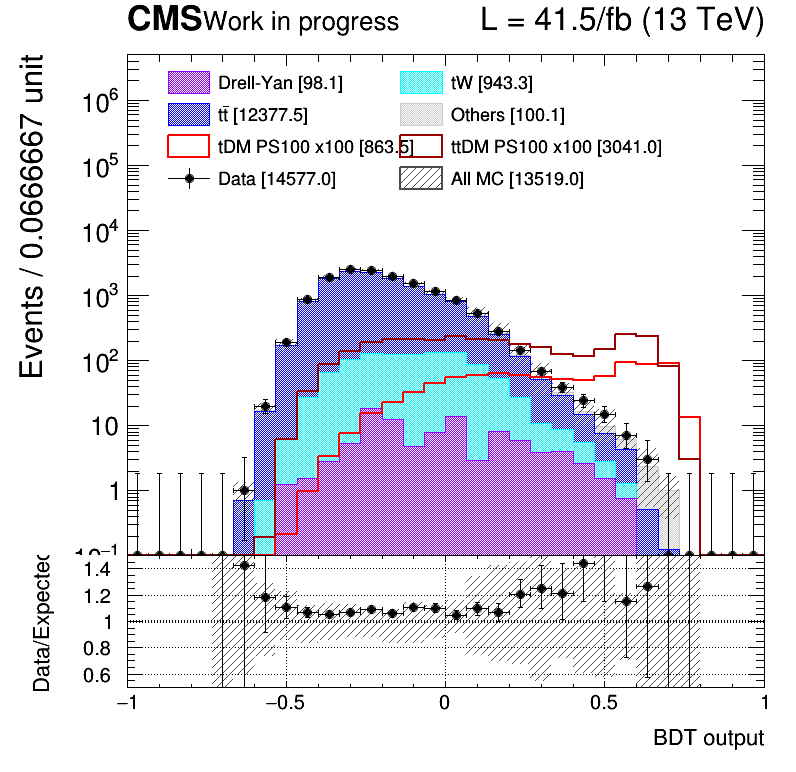 CMS Work in progress L = 41.5/fb (13 TeV)
Events / 0.0666667 unit
Drell-Yan [98.1] tW [943.3]
tt̄ [12377.5] Others [100.1]
tDM PS100 x100 [863.5] ttDM PS100 x100 [3041.0]
Data [14577.0] All MC [13519.0]
10⁶
10⁵
10⁴
10³
10²
10
1
10⁻¹
Data/Expected
1.4
1.2
1
0.8
0.6
−1 −0.5 0 0.5 1
BDT output